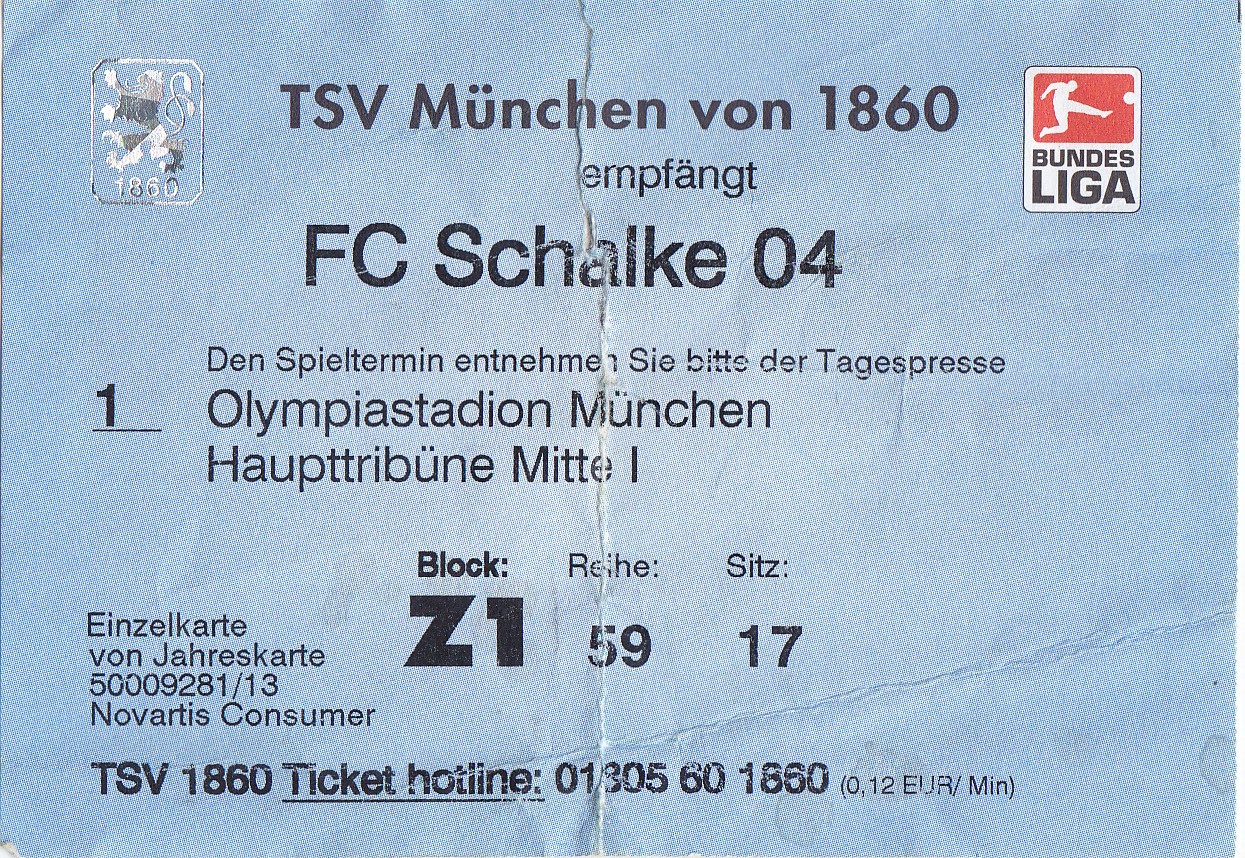 1860
TSV München von 1860
BUNDES
LIGA
empfängt
FC Schalke 04
Den Spieltermin entnehmen Sie bitte der Tagespresse
1 Olympiastadion München
Haupttribüne Mitte I
Block: Reihe: Sitz:
Z1 59 17
Einzelkarte
von Jahreskarte
50009281/13
Novartis Consumer
TSV 1860 Ticket hotline: 01805 60 1860 (0,12 EUR/ Min)